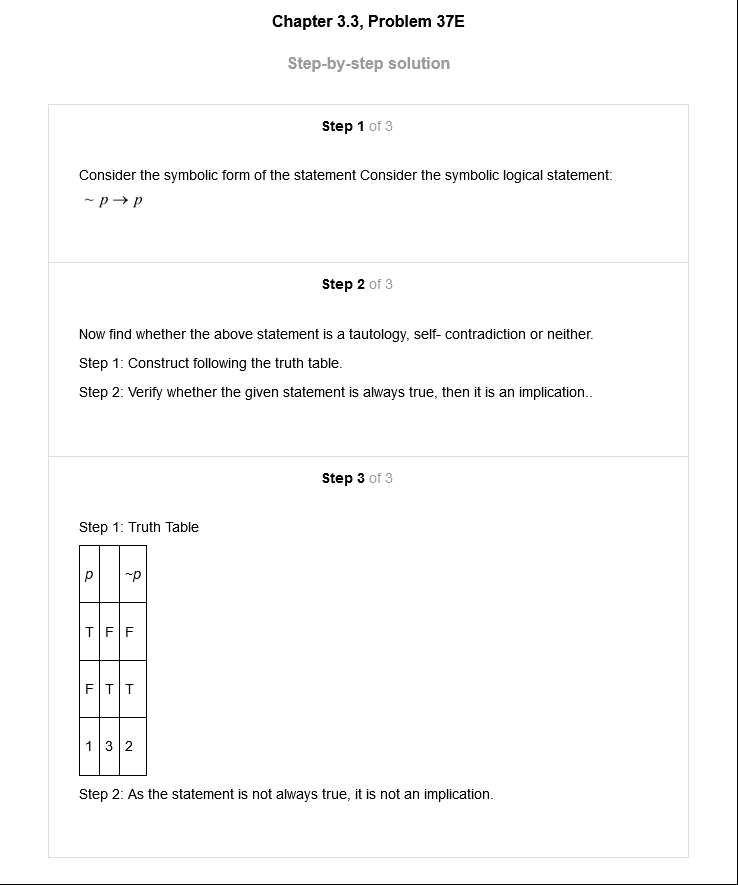 Chapter 3.3, Problem 37E
Step-by-step solution
Step 1 of 3
Consider the symbolic form of the statement Consider the symbolic logical statement:
~ p → p
Step 2 of 3
Now find whether the above statement is a tautology, self- contradiction or neither.
Step 1: Construct following the truth table.
Step 2: Verify whether the given statement is always true, then it is an implication..
Step 3 of 3
Step 1: Truth Table
p ~p
T F F
F T T
1 3 2
Step 2: As the statement is not always true, it is not an implication.